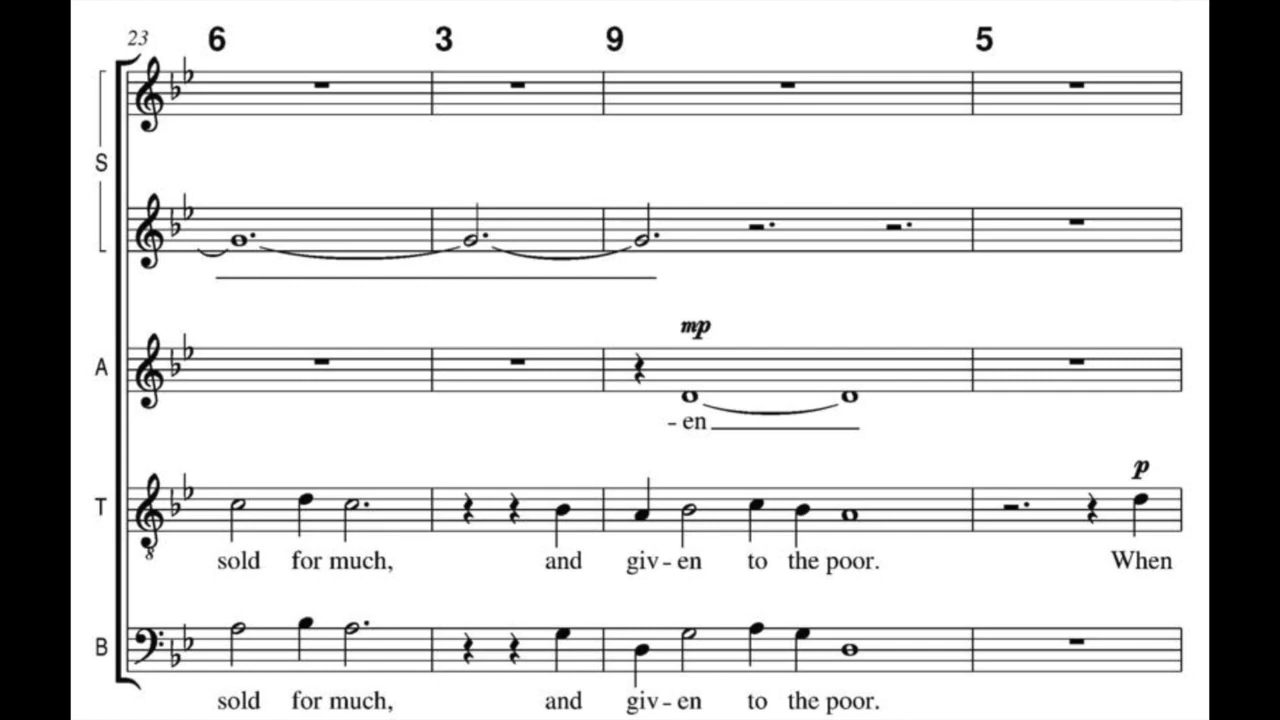 23 6 3 9 5
S
mp
A
- en
p
T
8
sold for much, and giv - en to the poor. When
B
sold for much, and giv - en to the poor.